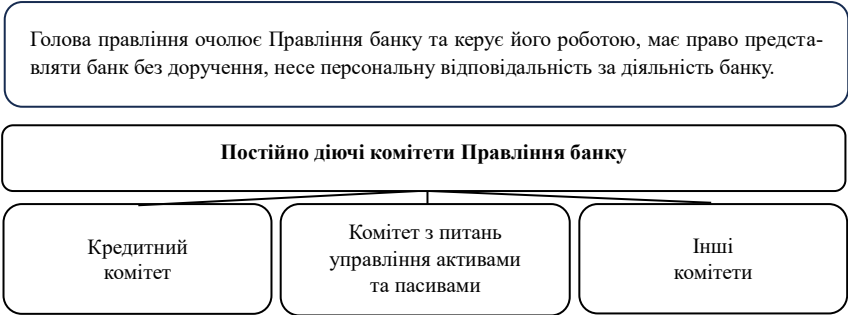 Голова правління очолює Правління банку та керує його роботою, має право предста-
вляти банк без доручення, несе персональну відповідальність за діяльність банку.
Постійно діючі комітети Правління банку
Кредитний
комітет
Комітет з питань
управління активами
та пасивами
Інші
комітети